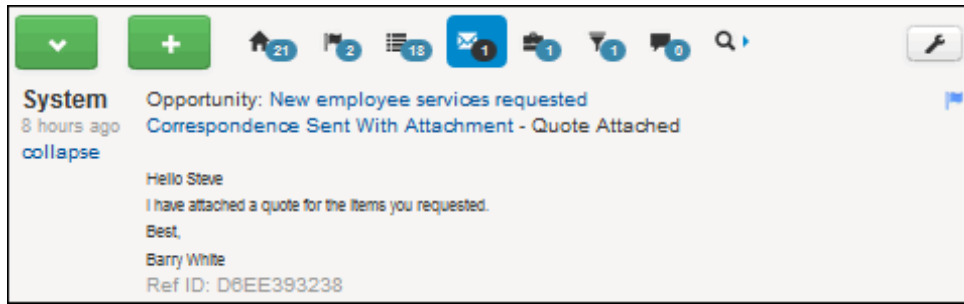 21 2 18 1 1 1 0
System Opportunity: New employee services requested
8 hours ago Correspondence Sent With Attachment - Quote Attached
collapse
Hello Steve
I have attached a quote for the items you requested.
Best,
Barry White
Ref ID: D6EE393238